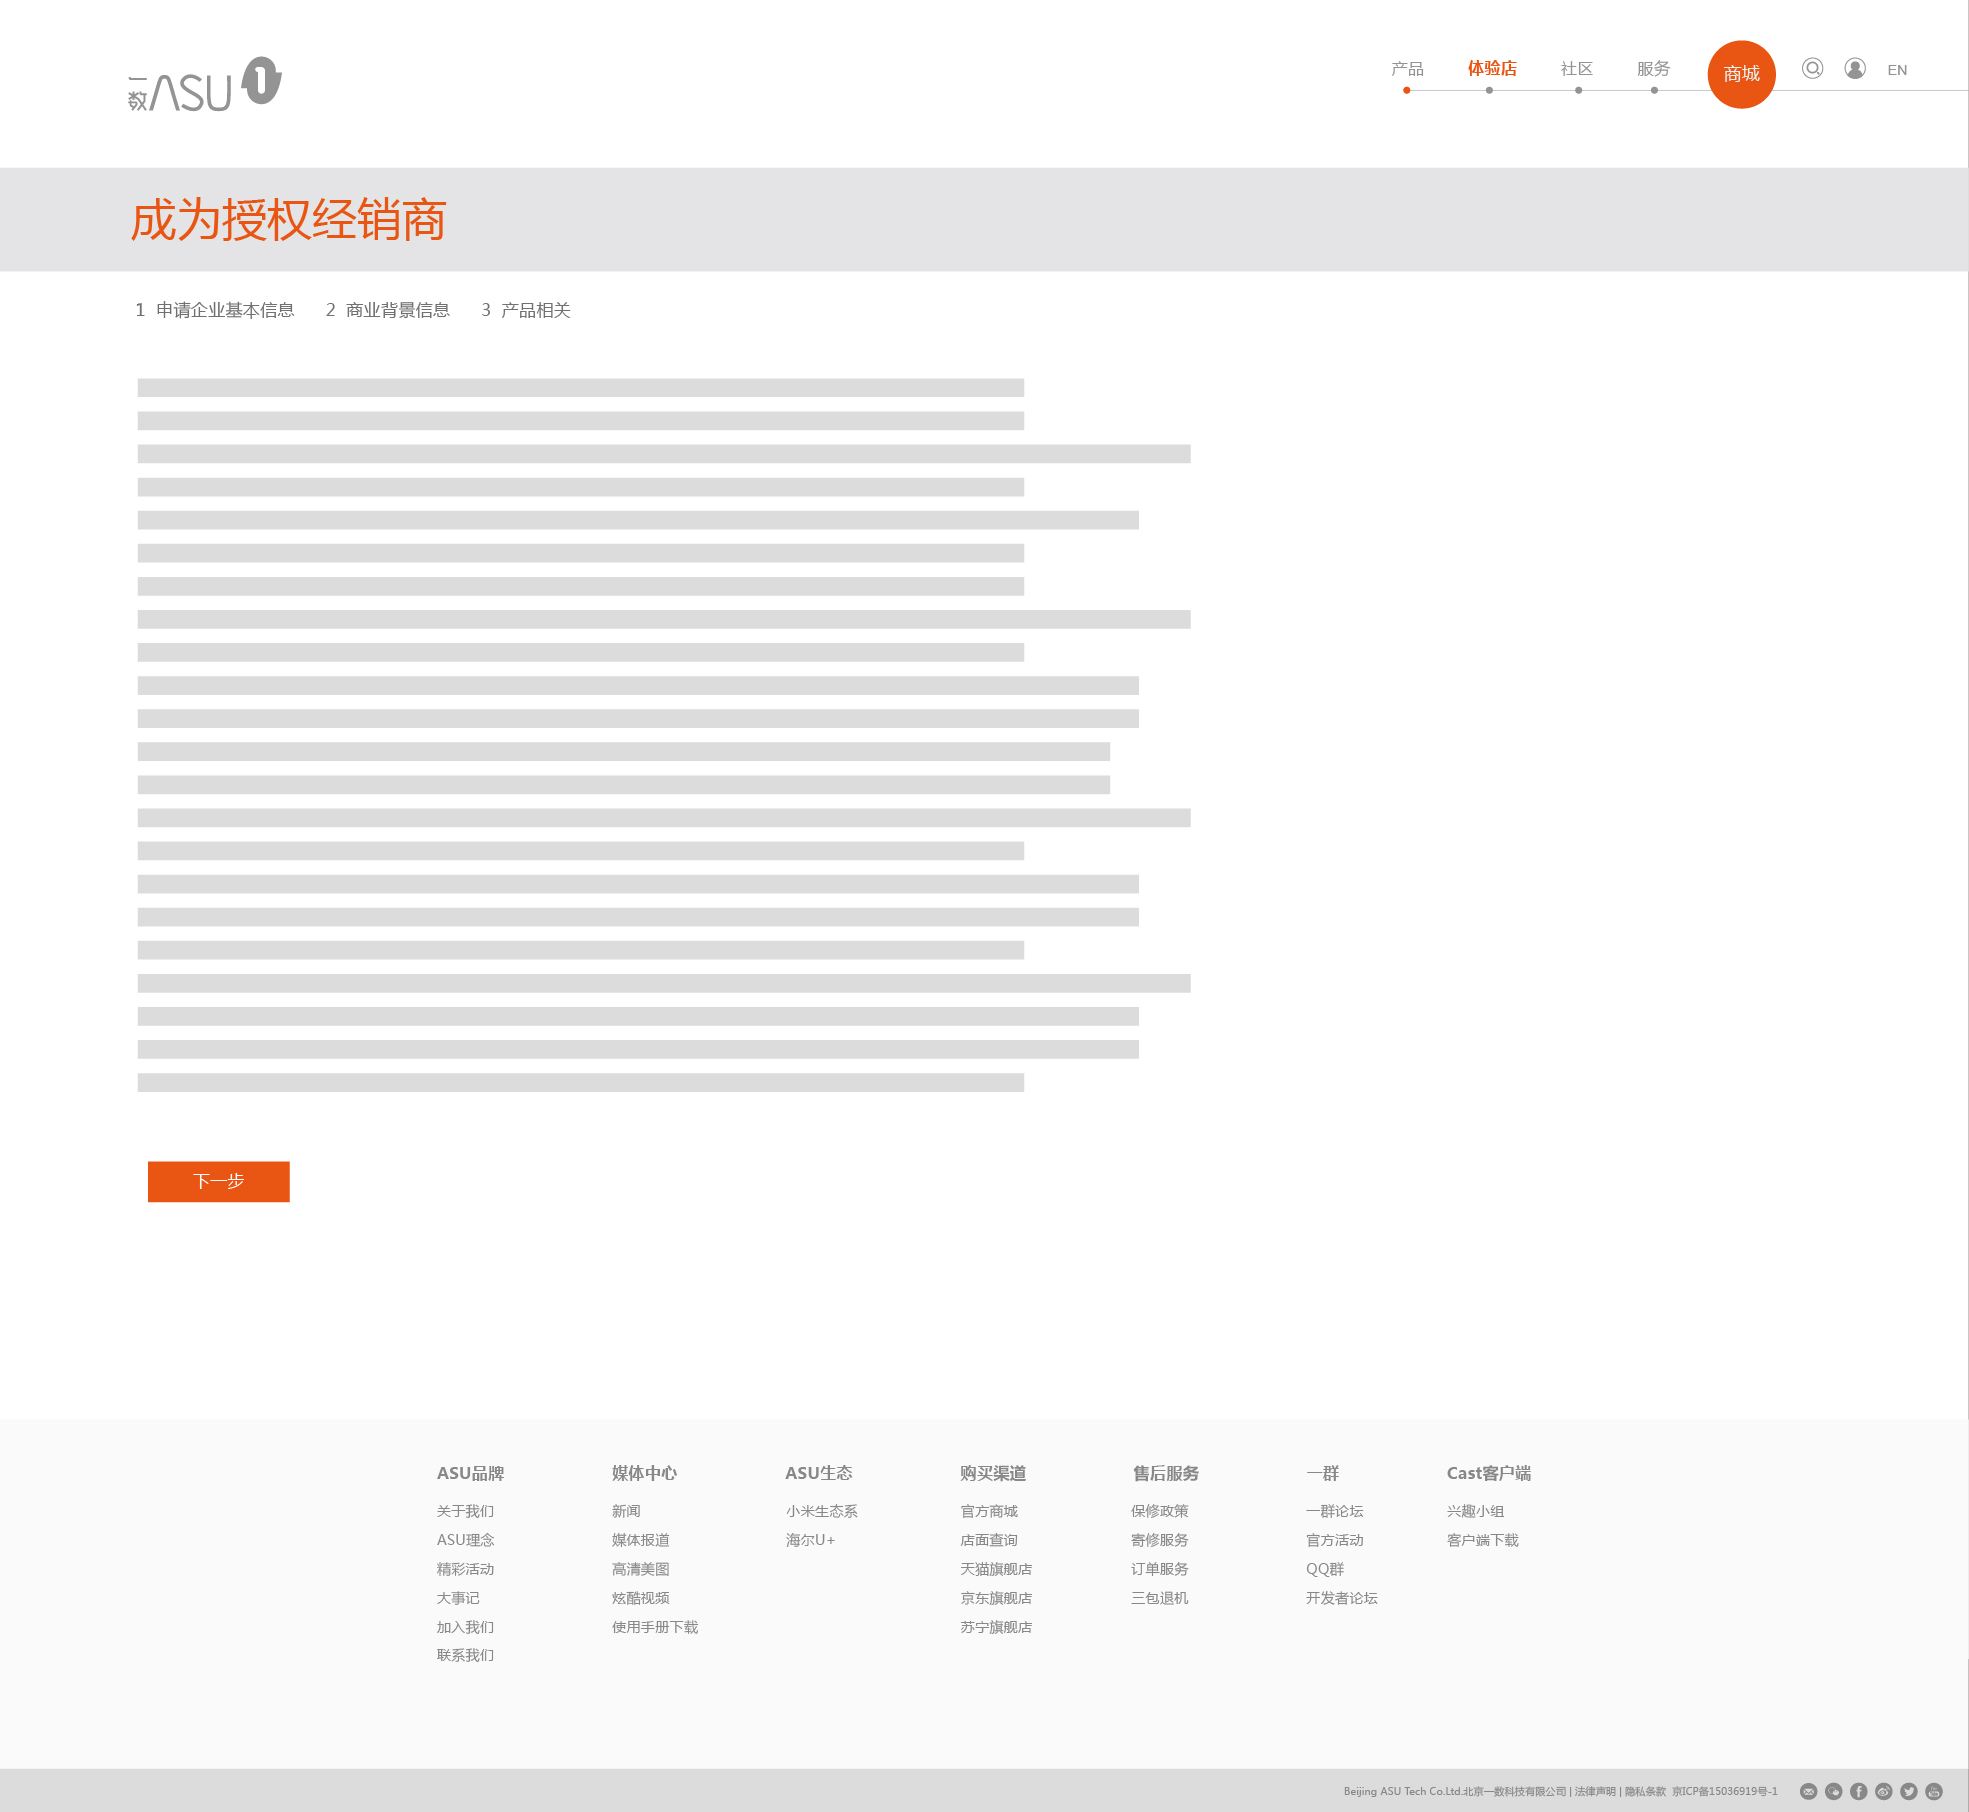 一数 ASU
产品 体验店 社区 服务 商城 EN
成为授权经销商
1 申请企业基本信息 2 商业背景信息 3 产品相关
下一步
ASU品牌 媒体中心 ASU生态 购买渠道 售后服务 一群 Cast客户端
关于我们 新闻 小米生态系 官方商城 保修政策 一群论坛 兴趣小组
ASU理念 媒体报道 海尔U+ 店面查询 寄修服务 官方活动 客户端下载
精彩活动 高清美图 天猫旗舰店 订单服务 QQ群
大事记 炫酷视频 京东旗舰店 三包退机 开发者论坛
加入我们 使用手册下载 苏宁旗舰店
联系我们
Beijing ASU Tech Co.Ltd.北京一数科技有限公司 | 法律声明 | 隐私条款 京ICP备15036919号-1